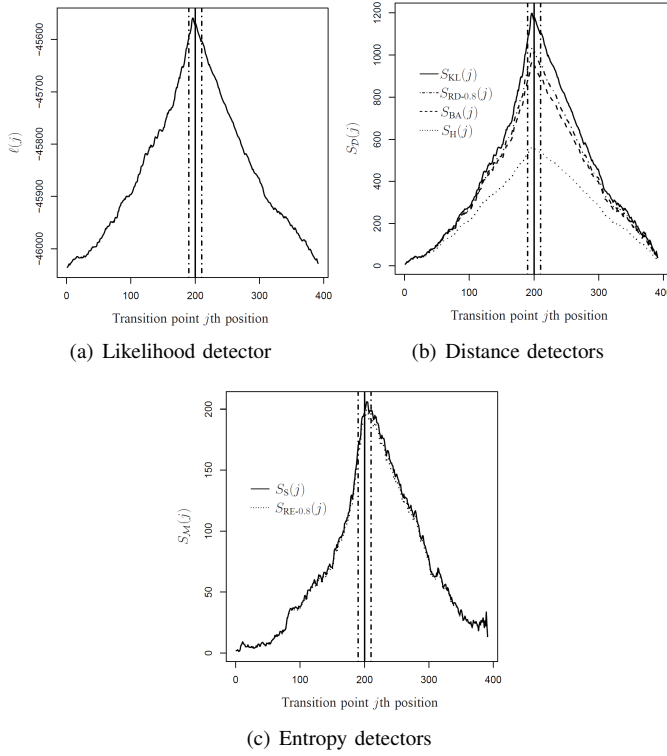 −45600
−45700
−45800
−45900
−46000
ℓ(j)
0 100 200 300 400
Transition point jth position
(a) Likelihood detector
1200
1000
800
600
400
200
0
S_D(j)
S_KL(j)
S_RD-0.8(j)
S_BA(j)
S_H(j)
0 100 200 300 400
Transition point jth position
(b) Distance detectors
200
150
100
50
0
S_M(j)
S_S(j)
S_RE-0.8(j)
0 100 200 300 400
Transition point jth position
(c) Entropy detectors